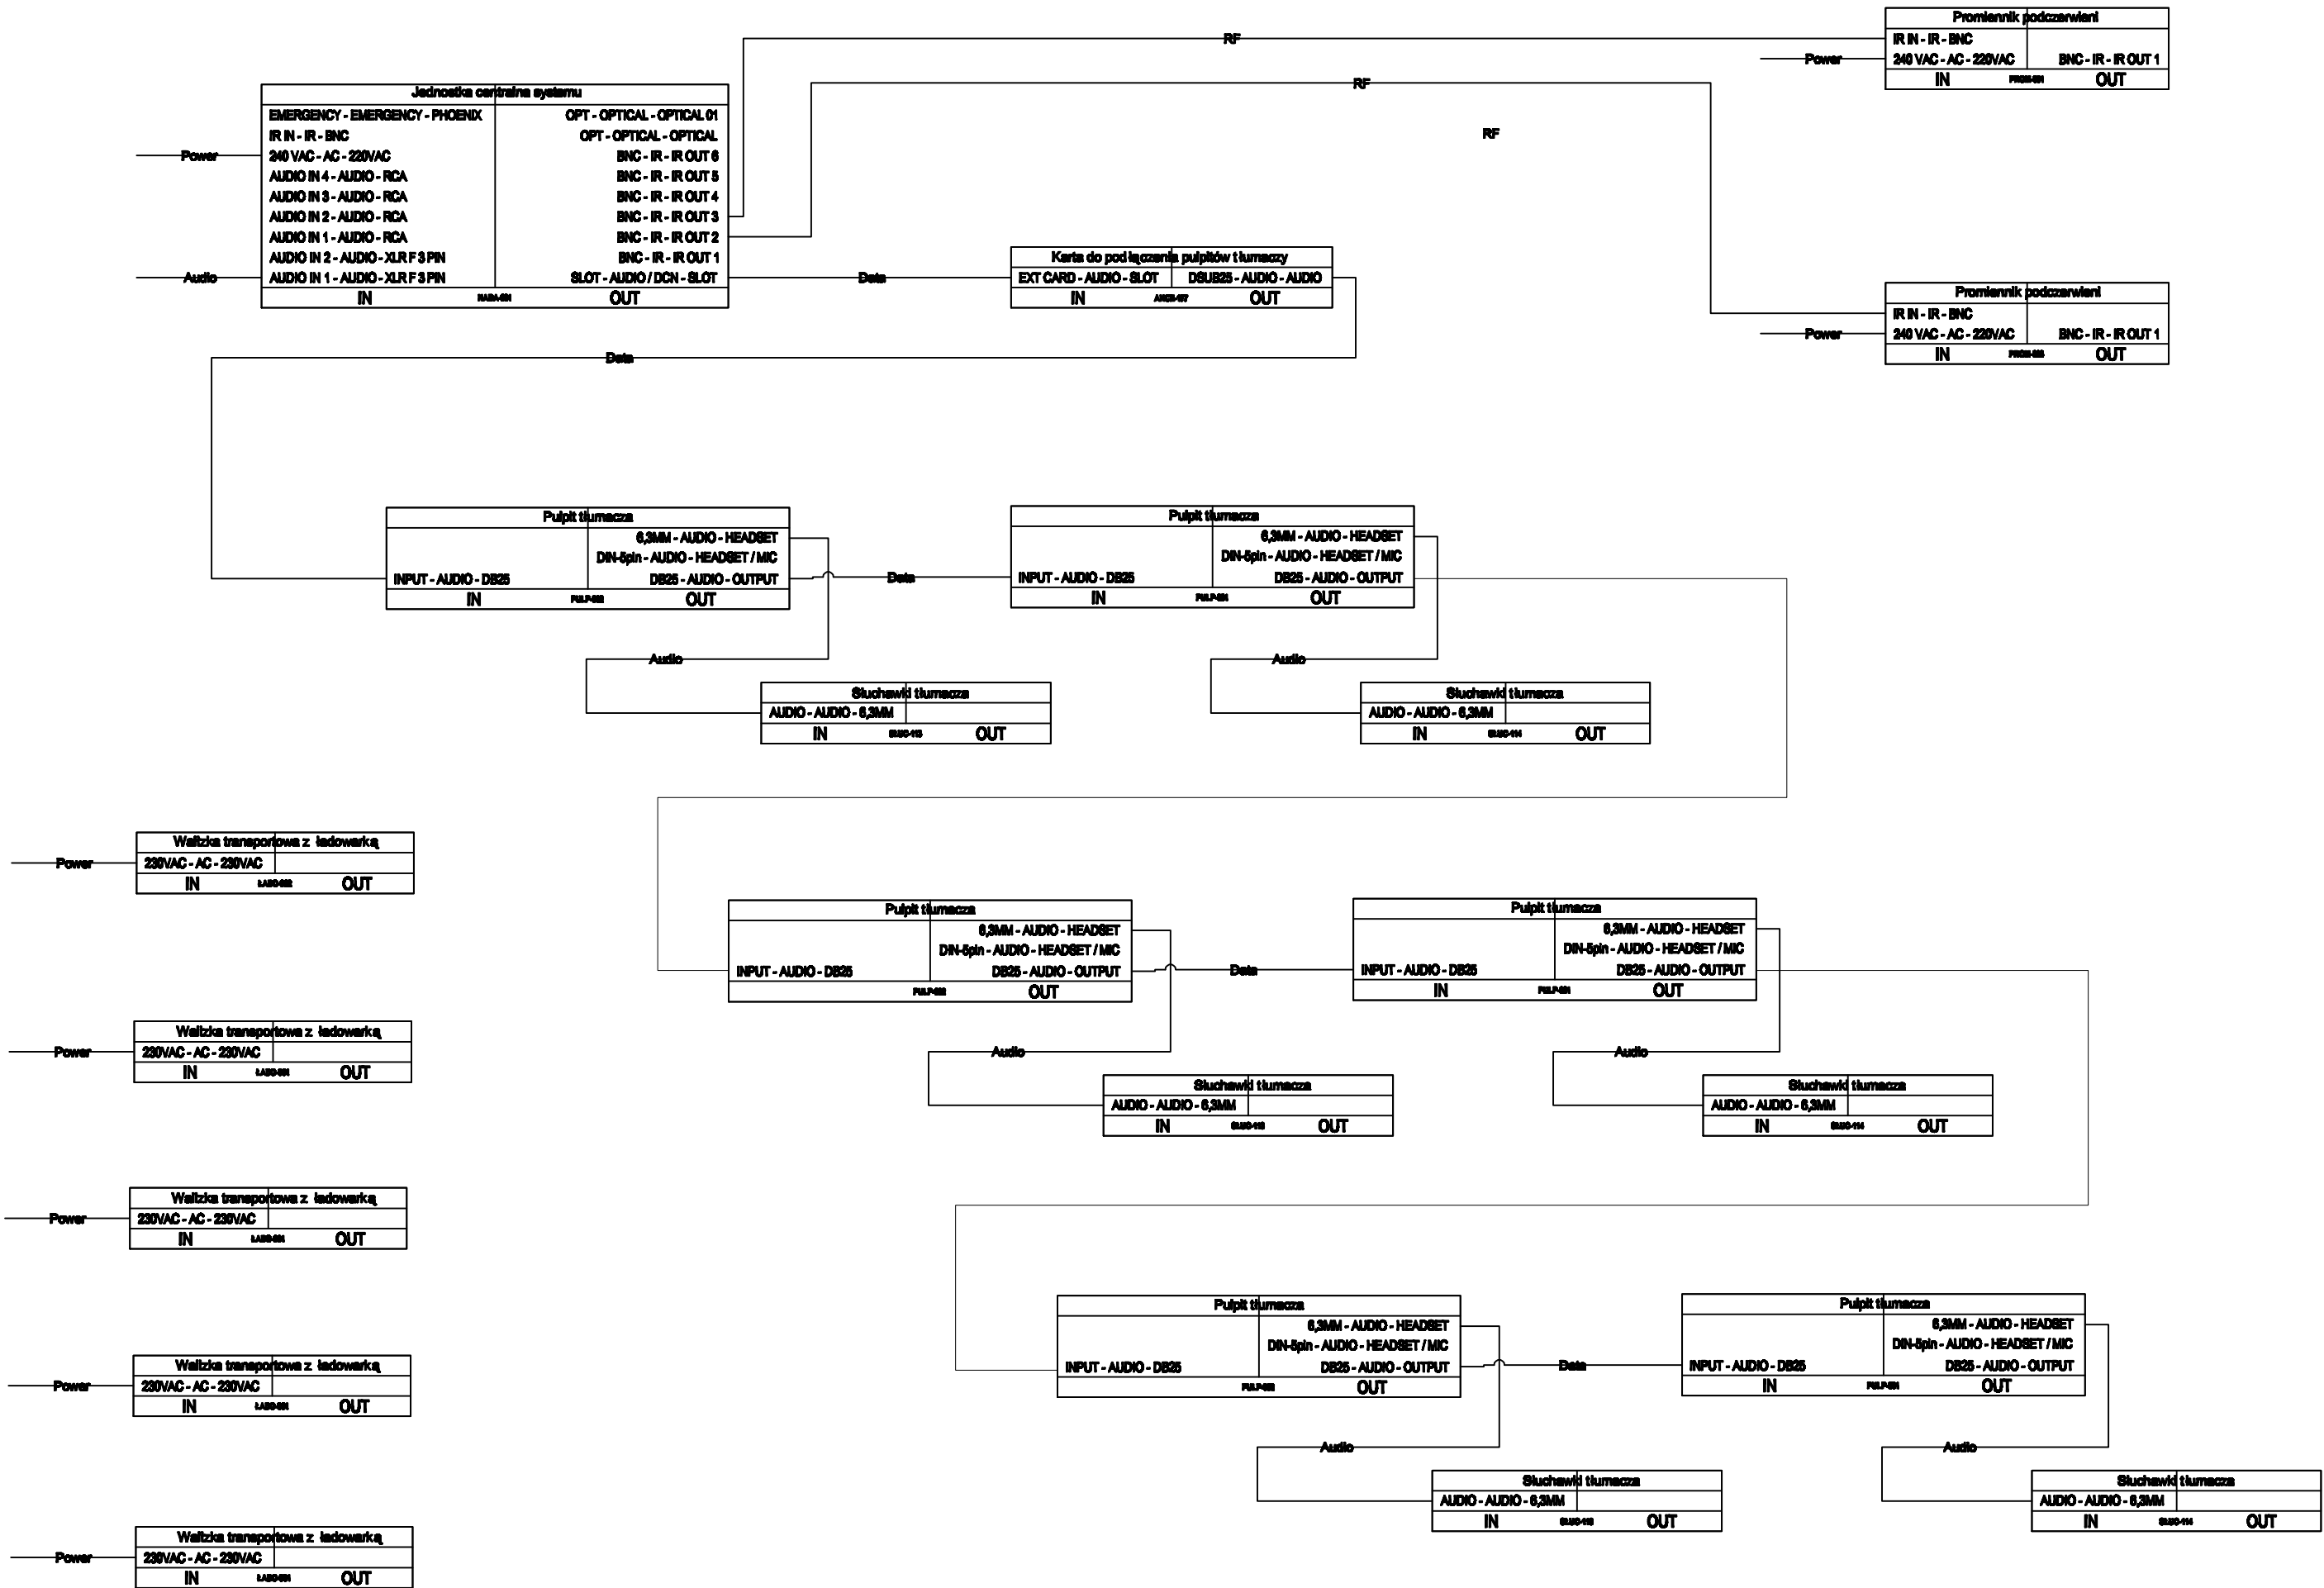 Promiennik podczerwieni
IR IN - IR - BNC
Power
240 VAC - AC - 220VAC
BNC - IR - IR OUT 1
IN
OUT
RF
RF
RF
Jednostka centralna systemu
EMERGENCY - EMERGENCY - PHOENIX
OPT - OPTICAL - OPTICAL 01
IR IN - IR - BNC
OPT - OPTICAL - OPTICAL
Power
240 VAC - AC - 220VAC
BNC - IR - IR OUT 6
AUDIO IN 4 - AUDIO - RCA
BNC - IR - IR OUT 5
AUDIO IN 3 - AUDIO - RCA
BNC - IR - IR OUT 4
AUDIO IN 2 - AUDIO - RCA
BNC - IR - IR OUT 3
AUDIO IN 1 - AUDIO - RCA
BNC - IR - IR OUT 2
AUDIO IN 2 - AUDIO - XLR F 3 PIN
BNC - IR - IR OUT 1
Audio
AUDIO IN 1 - AUDIO - XLR F 3 PIN
SLOT - AUDIO / DCN - SLOT
IN
OUT
Data
Karta do podłączenia pulpitów tłumaczy
EXT CARD - AUDIO - SLOT
DSUB25 - AUDIO - AUDIO
IN
OUT
Promiennik podczerwieni
IR IN - IR - BNC
Power
240 VAC - AC - 220VAC
BNC - IR - IR OUT 1
IN
OUT
Data
Pulpit tłumacza
6,3MM - AUDIO - HEADSET
DIN-5pin - AUDIO - HEADSET / MIC
INPUT - AUDIO - DB25
DB25 - AUDIO - OUTPUT
IN
OUT
Data
Pulpit tłumacza
6,3MM - AUDIO - HEADSET
DIN-5pin - AUDIO - HEADSET / MIC
INPUT - AUDIO - DB25
DB25 - AUDIO - OUTPUT
IN
OUT
Audio
Słuchawki tłumacza
AUDIO - AUDIO - 6,3MM
IN
OUT
Audio
Słuchawki tłumacza
AUDIO - AUDIO - 6,3MM
IN
OUT
Walizka transportowa z ładowarką
Power
230VAC - AC - 230VAC
IN
OUT
Pulpit tłumacza
6,3MM - AUDIO - HEADSET
DIN-5pin - AUDIO - HEADSET / MIC
INPUT - AUDIO - DB25
DB25 - AUDIO - OUTPUT
OUT
Data
Pulpit tłumacza
6,3MM - AUDIO - HEADSET
DIN-5pin - AUDIO - HEADSET / MIC
INPUT - AUDIO - DB25
DB25 - AUDIO - OUTPUT
IN
OUT
Walizka transportowa z ładowarką
Power
230VAC - AC - 230VAC
IN
OUT
Audio
Słuchawki tłumacza
AUDIO - AUDIO - 6,3MM
IN
OUT
Audio
Słuchawki tłumacza
AUDIO - AUDIO - 6,3MM
IN
OUT
Walizka transportowa z ładowarką
Power
230VAC - AC - 230VAC
IN
OUT
Pulpit tłumacza
6,3MM - AUDIO - HEADSET
DIN-5pin - AUDIO - HEADSET / MIC
INPUT - AUDIO - DB25
DB25 - AUDIO - OUTPUT
OUT
Data
Pulpit tłumacza
6,3MM - AUDIO - HEADSET
DIN-5pin - AUDIO - HEADSET / MIC
INPUT - AUDIO - DB25
DB25 - AUDIO - OUTPUT
IN
OUT
Walizka transportowa z ładowarką
Power
230VAC - AC - 230VAC
IN
OUT
Audio
Słuchawki tłumacza
AUDIO - AUDIO - 6,3MM
IN
OUT
Audio
Słuchawki tłumacza
AUDIO - AUDIO - 6,3MM
IN
OUT
Walizka transportowa z ładowarką
Power
230VAC - AC - 230VAC
IN
OUT